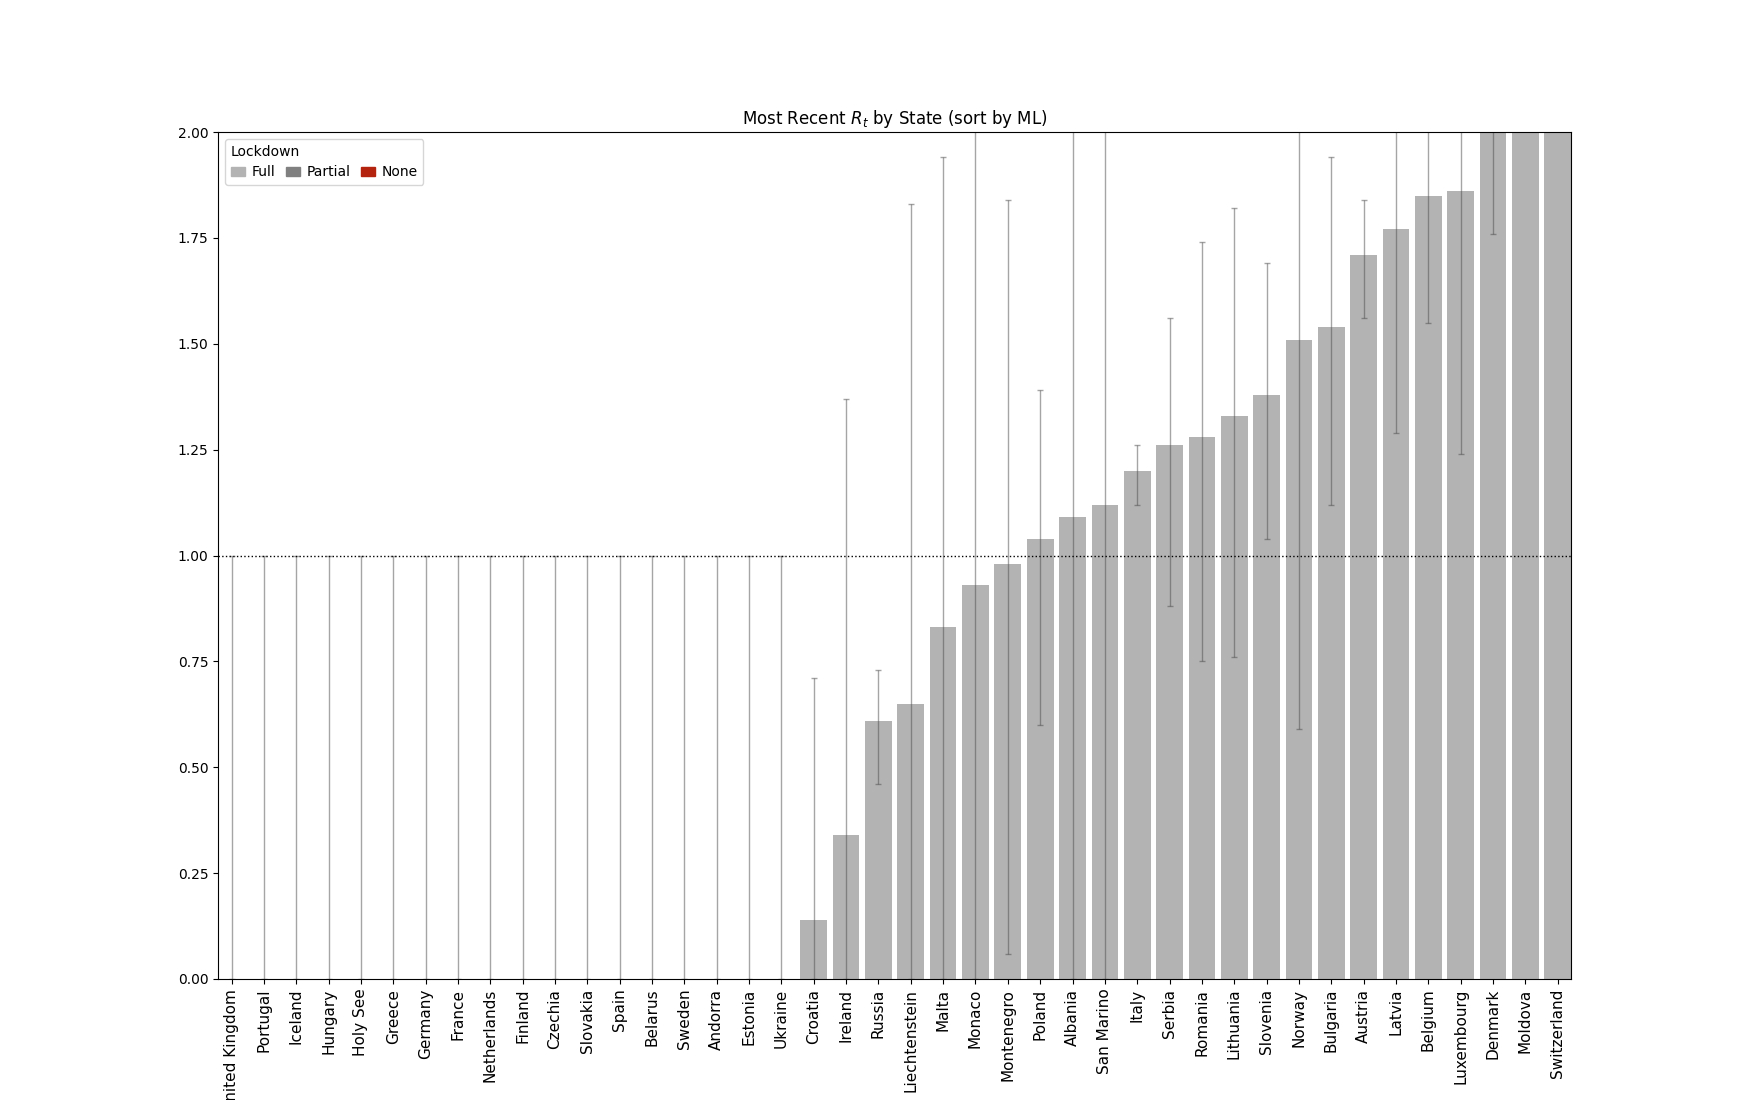 Most Recent Rt by State (sort by ML)
Lockdown
Full Partial None
2.00
1.75
1.50
1.25
1.00
0.75
0.50
0.25
0.00
nited Kingdom
Portugal
Iceland
Hungary
Holy See
Greece
Germany
France
Netherlands
Finland
Czechia
Slovakia
Spain
Belarus
Sweden
Andorra
Estonia
Ukraine
Croatia
Ireland
Russia
Liechtenstein
Malta
Monaco
Montenegro
Poland
Albania
San Marino
Italy
Serbia
Romania
Lithuania
Slovenia
Norway
Bulgaria
Austria
Latvia
Belgium
Luxembourg
Denmark
Moldova
Switzerland